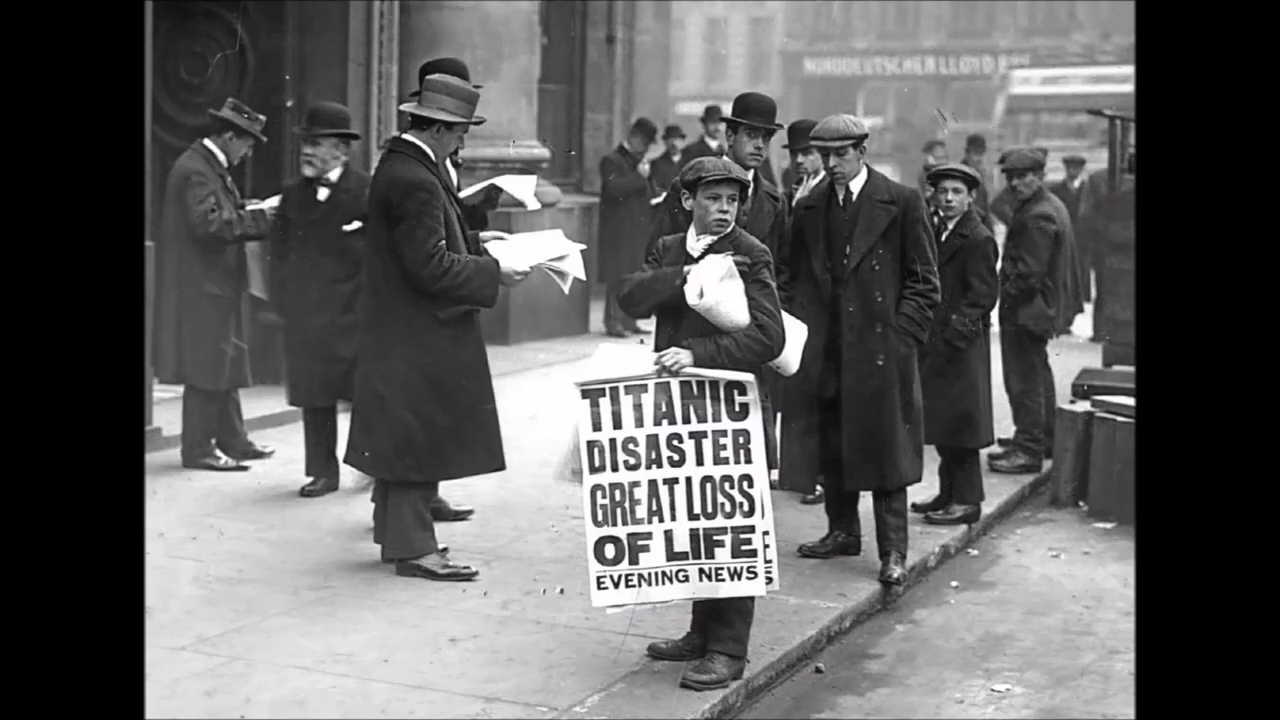 NORDDEUTSCHER LLOYD
TITANIC
DISASTER
GREAT LOSS
OF LIFE
EVENING NEWS
E
S